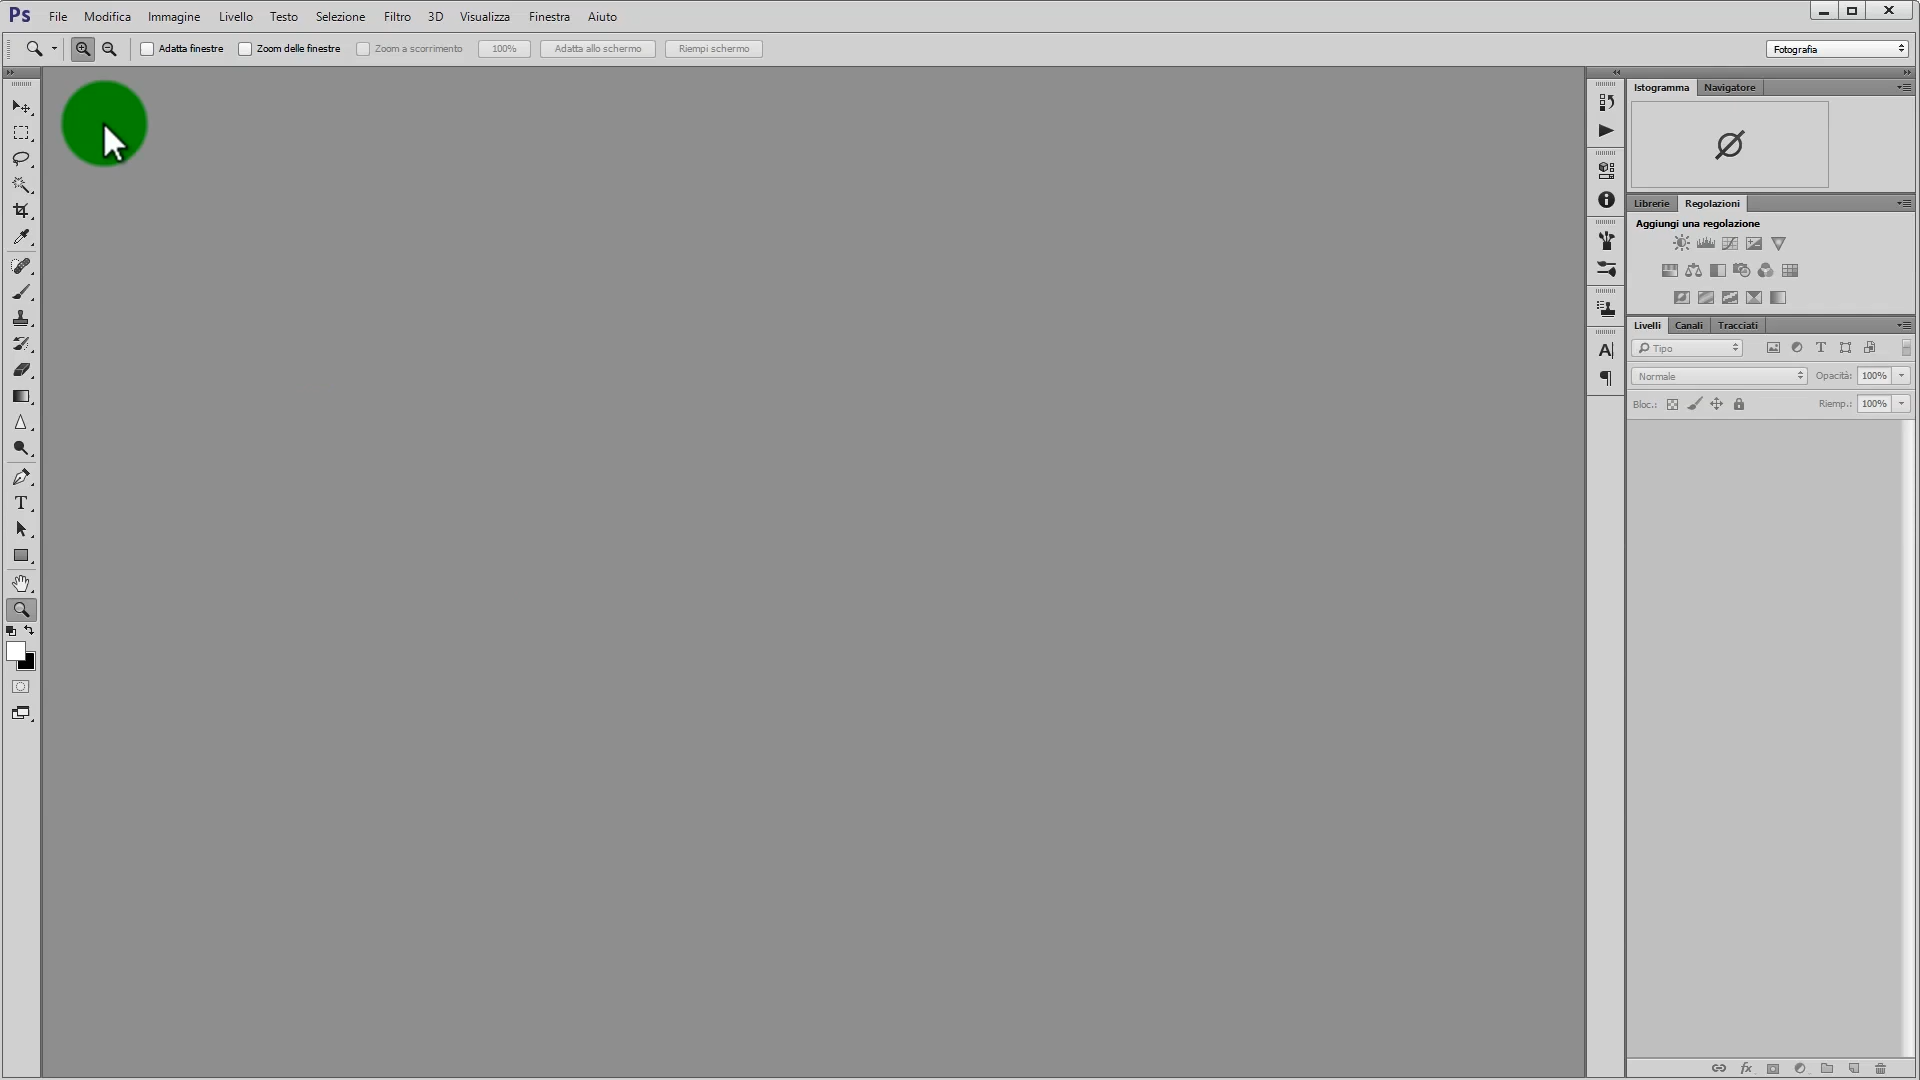 Ps File Modifica Immagine Livello Testo Selezione Filtro 3D Visualizza Finestra Aiuto
Adatta finestre Zoom delle finestre Zoom a scorrimento 100% Adatta allo schermo Riempi schermo Fotografia
Istogramma Navigatore
Librerie Regolazioni
Aggiungi una regolazione
Livelli Canali Tracciati
Tipo
Normale Opacità: 100%
Bloc.: Riemp.: 100%